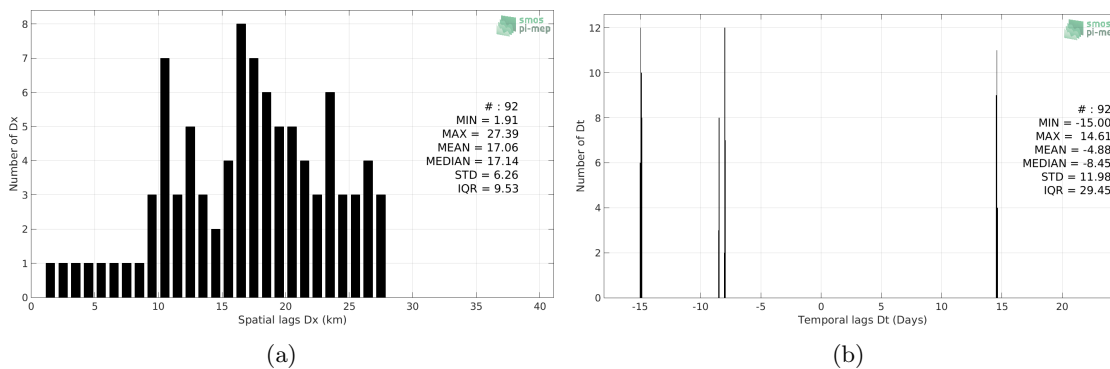 smos
pi-mep
8
7
6
5
4
3
2
1
0
Number of Dx
# : 92
MIN = 1.91
MAX = 27.39
MEAN = 17.06
MEDIAN = 17.14
STD = 6.26
IQR = 9.53
0 5 10 15 20 25 30 35 40
Spatial lags Dx (km)
(a)
smos
pi-mep
12
10
8
6
4
2
0
Number of Dt
# : 92
MIN = -15.00
MAX = 14.61
MEAN = -4.88
MEDIAN = -8.45
STD = 11.98
IQR = 29.45
-15 -10 -5 0 5 10 15 20
Temporal lags Dt (Days)
(b)